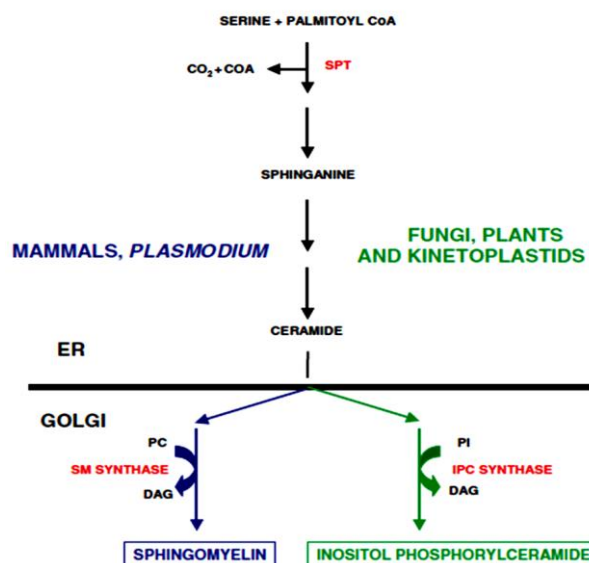 SERINE + PALMITOYL CoA
CO₂ + COA
SPT
SPHINGANINE
MAMMALS, PLASMODIUM
FUNGI, PLANTS
AND KINETOPLASTIDS
CERAMIDE
ER
GOLGI
PC
SM SYNTHASE
DAG
PI
IPC SYNTHASE
DAG
SPHINGOMYELIN
INOSITOL PHOSPHORYLCERAMIDE